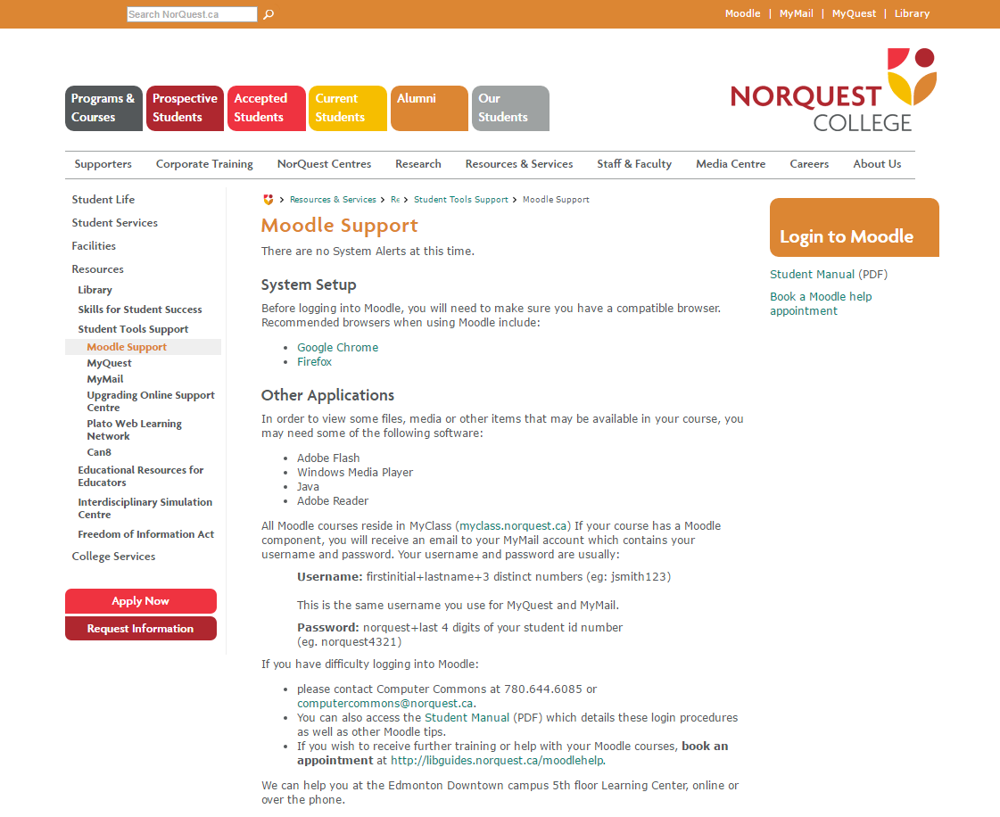 Search NorQuest.ca
Moodle | MyMail | MyQuest | Library
NORQUEST
COLLEGE
Programs &
Courses
Prospective
Students
Accepted
Students
Current
Students
Alumni
Our
Students
Supporters Corporate Training NorQuest Centres Research Resources & Services Staff & Faculty Media Centre Careers About Us
Student Life
Student Services
Facilities
Resources
Library
Skills for Student Success
Student Tools Support
Moodle Support
MyQuest
MyMail
Upgrading Online Support
Centre
Plato Web Learning
Network
Can8
Educational Resources for
Educators
Interdisciplinary Simulation
Centre
Freedom of Information Act
College Services
Apply Now
Request Information
> Resources & Services > Re > Student Tools Support > Moodle Support
Moodle Support
There are no System Alerts at this time.
System Setup
Before logging into Moodle, you will need to make sure you have a compatible browser.
Recommended browsers when using Moodle include:
• Google Chrome
• Firefox
Other Applications
In order to view some files, media or other items that may be available in your course, you
may need some of the following software:
• Adobe Flash
• Windows Media Player
• Java
• Adobe Reader
All Moodle courses reside in MyClass (myclass.norquest.ca) If your course has a Moodle
component, you will receive an email to your MyMail account which contains your
username and password. Your username and password are usually:
Username: firstinitial+lastname+3 distinct numbers (eg: jsmith123)
This is the same username you use for MyQuest and MyMail.
Password: norquest+last 4 digits of your student id number
(eg. norquest4321)
If you have difficulty logging into Moodle:
• please contact Computer Commons at 780.644.6085 or
computercommons@norquest.ca.
• You can also access the Student Manual (PDF) which details these login procedures
as well as other Moodle tips.
• If you wish to receive further training or help with your Moodle courses, book an
appointment at http://libguides.norquest.ca/moodlehelp.
We can help you at the Edmonton Downtown campus 5th floor Learning Center, online or
over the phone.
Login to Moodle
Student Manual (PDF)
Book a Moodle help
appointment